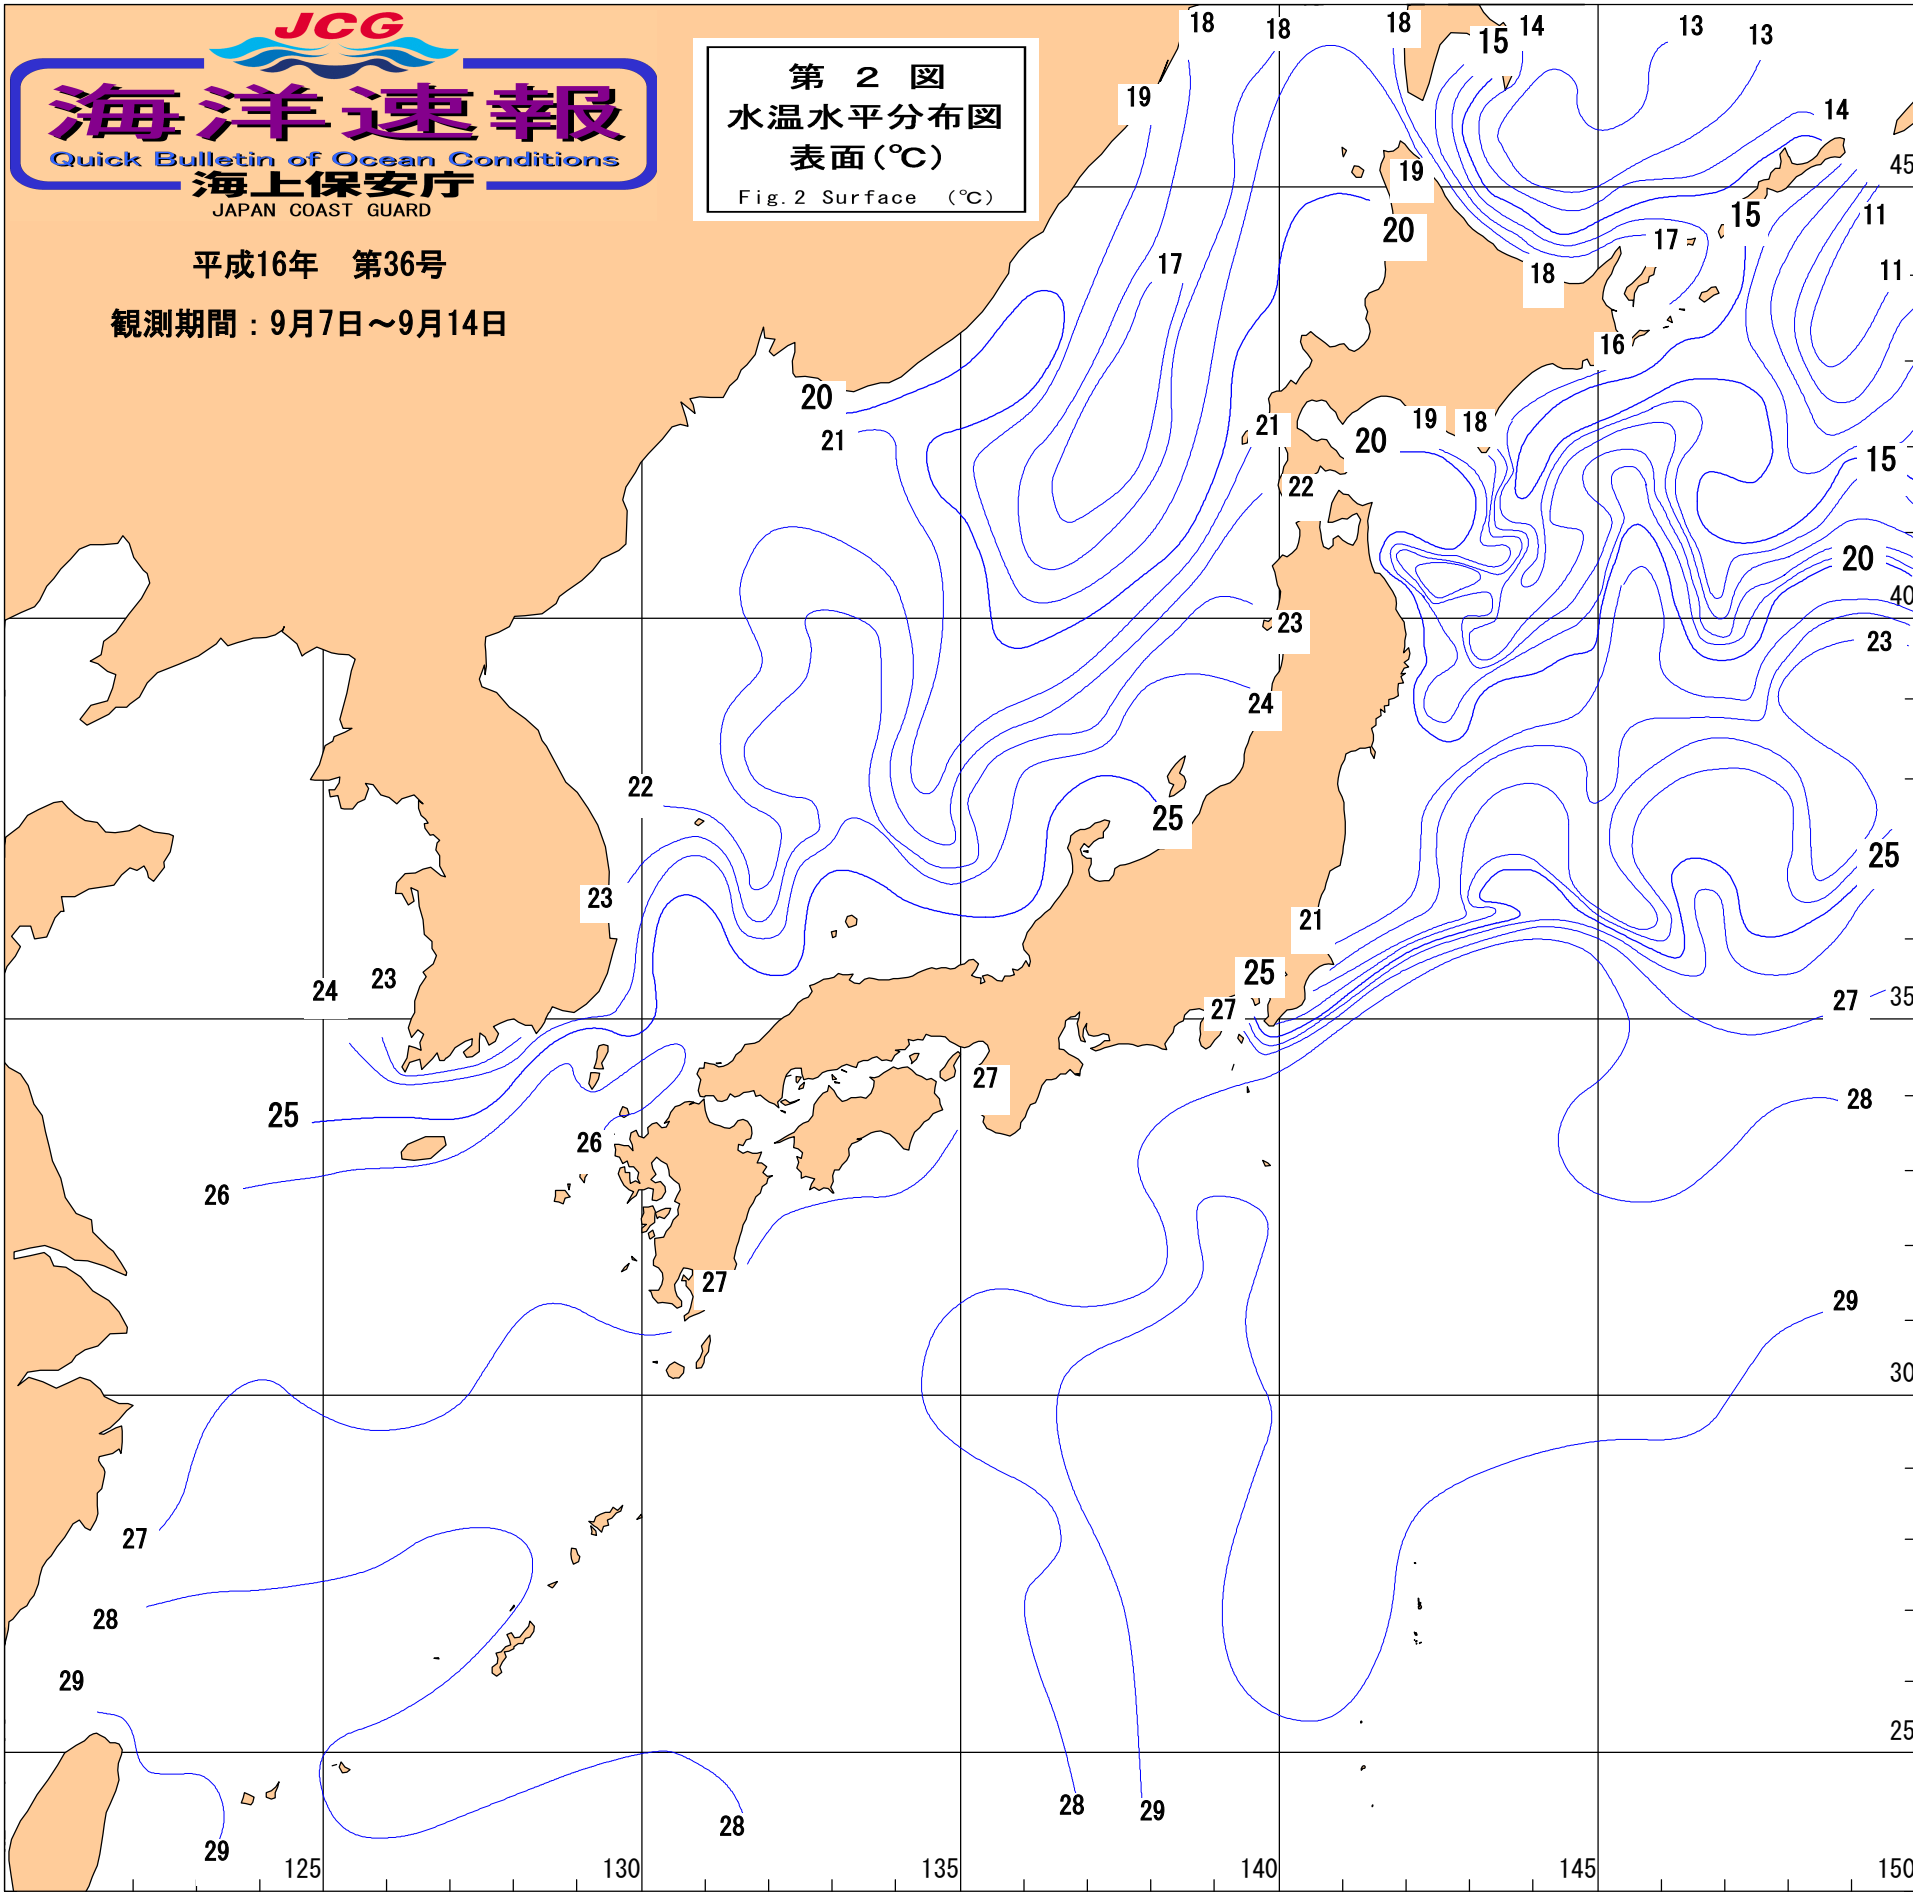 JCG
海洋速報
Quick Bulletin of Ocean Conditions
海上保安庁
JAPAN COAST GUARD
平成16年 第36号
観測期間：9月7日～9月14日
第 2 図
水温水平分布図
表面(℃)
Fig.2 Surface (℃)
18 18 18 15 14 13 13
19 14
19 45
20 15 11
17 17 18 11
16
20 21 21 20 19 18 15
22 20
40
23 23
24
22 25 25
23 21
24 23 25 27 27 35
25 27 28
26 26
27 29
30
27
28
29 25
28 28 29
29
125 130 135 140 145 150